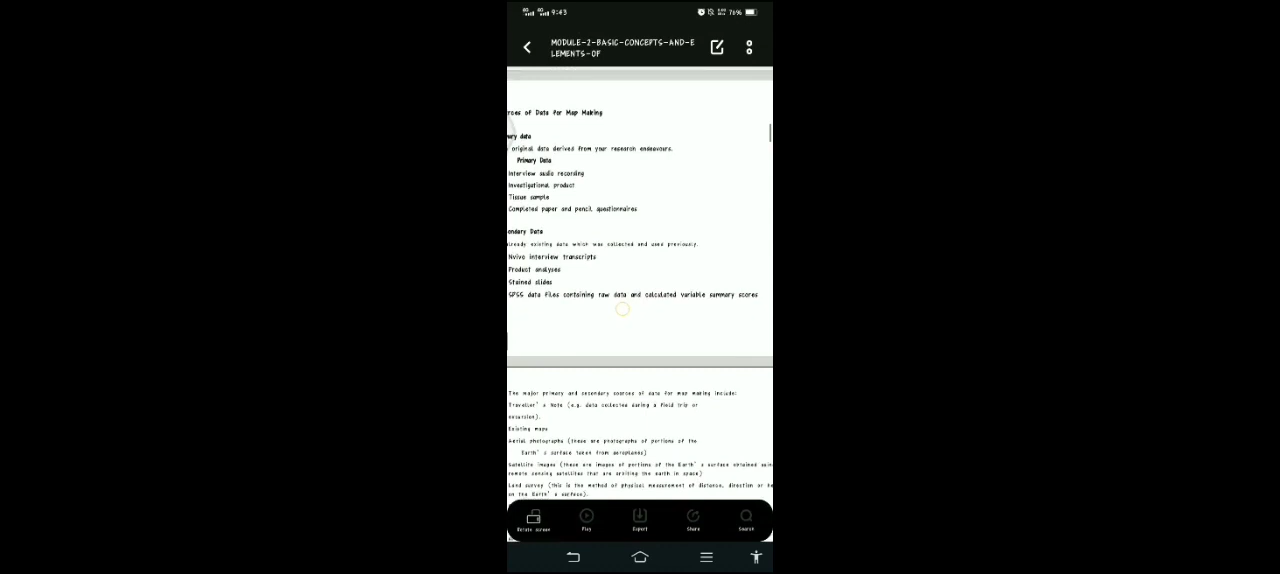 9:43
76%
MODULE-2-BASIC-CONCEPTS-AND-E
LEMENTS-OF
rces of Data for Map Making
ary data
original data derived from your research endeavours.
Primary Data
Interview audio recording
Investigational product
Tissue sample
Completed paper and pencil questionnaires
ondary Data
lready existing data which was collected and used previously.
Nvivo interview transcripts
Product analyses
Stained slides
SPSS data files containing raw data and calculated variable summary scores
The major primary and secondary sources of data for map making include:
Traveller's Note (e.g. data collected during a field trip or
excursion).
Existing maps
Aerial photographs (these are photographs of portions of the
Earth's surface taken from aeroplanes)
Satellite images (these are images of portions of the Earth's surface obtained usin
remote sensing satellites that are orbiting the earth in space)
Land survey (this is the method of physical measurement of distance, direction or he
on the Earth's surface).
Rotate screen
Play
Export
Share
Search